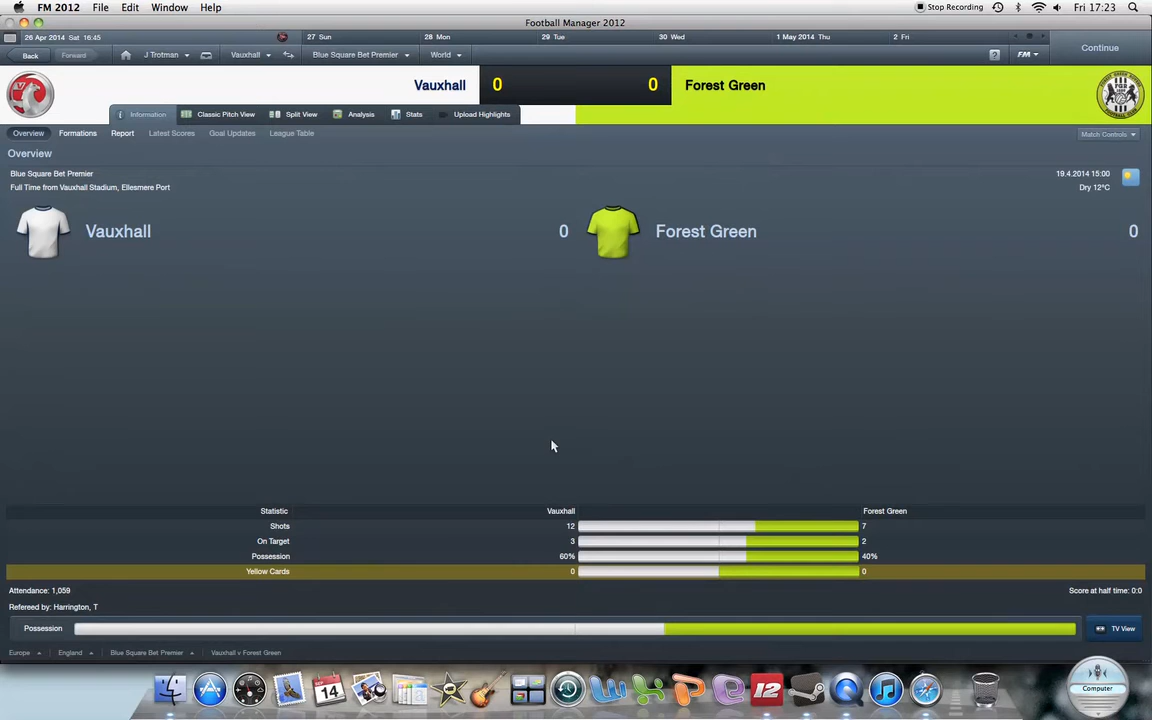 FM 2012 File Edit Window Help Stop Recording Fri 17:23
Football Manager 2012
26 Apr 2014 Sat 16:45 27 Sun 28 Mon 29 Tue 30 Wed 1 May 2014 Thu 2 Fri
Back Forward J Trotman Vauxhall Blue Square Bet Premier World ? FM Continue
Vauxhall 0 0 Forest Green
Information Classic Pitch View Split View Analysis Stats Upload Highlights
Overview Formations Report Latest Scores Goal Updates League Table Match Controls
Overview
Blue Square Bet Premier 19.4.2014 15:00
Full Time from Vauxhall Stadium, Ellesmere Port Dry 12°C
Vauxhall 0 Forest Green 0
Statistic Vauxhall Forest Green
Shots 12 7
On Target 3 2
Possession 60% 40%
Yellow Cards 0 0
Attendance: 1,059 Score at half time: 0:0
Refereed by: Harrington, T
Possession TV View
Europe England Blue Square Bet Premier Vauxhall v Forest Green
14 12
Computer